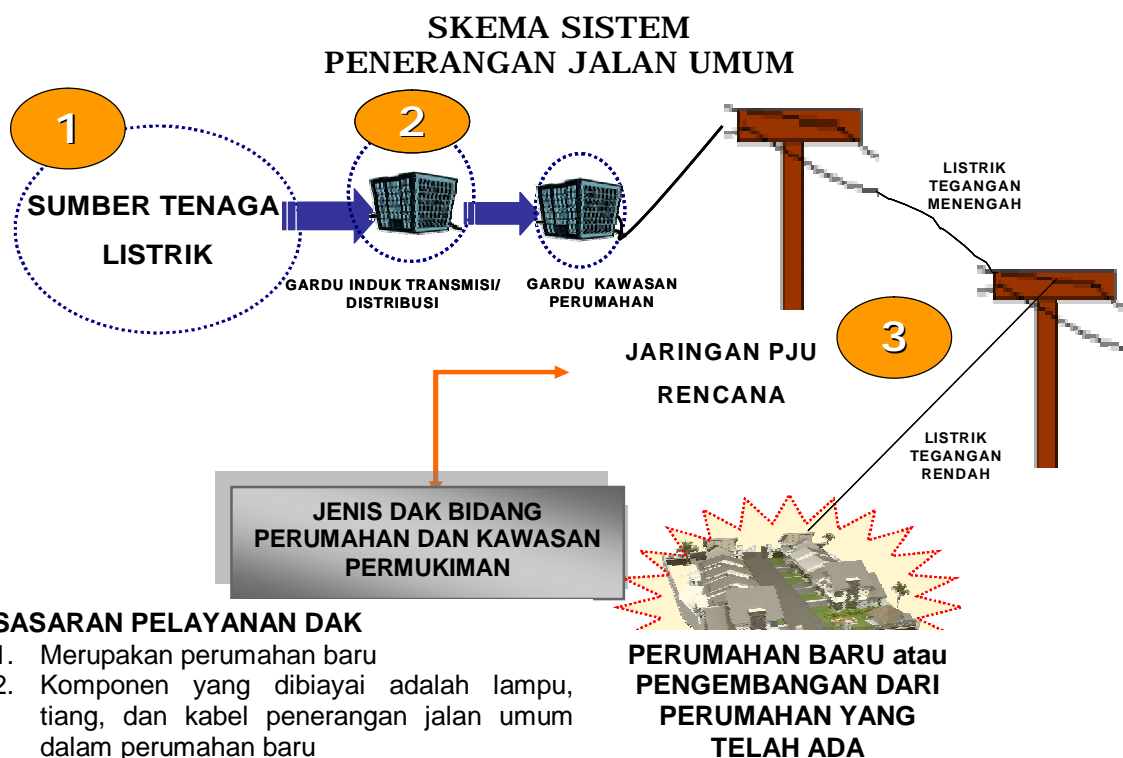 SKEMA SISTEM
PENERANGAN JALAN UMUM
1
2
SUMBER TENAGA
LISTRIK
GARDU INDUK TRANSMISI/
DISTRIBUSI
GARDU KAWASAN
PERUMAHAN
LISTRIK
TEGANGAN
MENENGAH
3
JARINGAN PJU
RENCANA
LISTRIK
TEGANGAN
RENDAH
JENIS DAK BIDANG
PERUMAHAN DAN KAWASAN
PERMUKIMAN
SASARAN PELAYANAN DAK
1. Merupakan perumahan baru
2. Komponen yang dibiayai adalah lampu,
tiang, dan kabel penerangan jalan umum
dalam perumahan baru
PERUMAHAN BARU atau
PENGEMBANGAN DARI
PERUMAHAN YANG
TELAH ADA